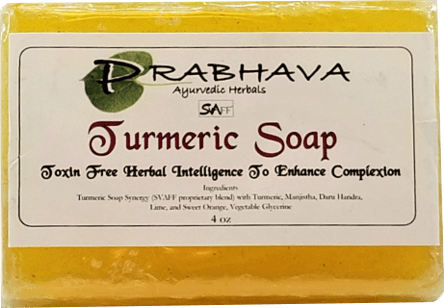 PRABHAVA
Ayurvedic Herbals
SVAFF
Turmeric Soap
Toxin Free Herbal Intelligence To Enhance Complexion
Ingredients
Turmeric Soap Synergy (SVAFF proprietary blend) with Turmeric, Manjistha, Daru Haridra,
Lime, and Sweet Orange, Vegetable Glycerine
4 oz